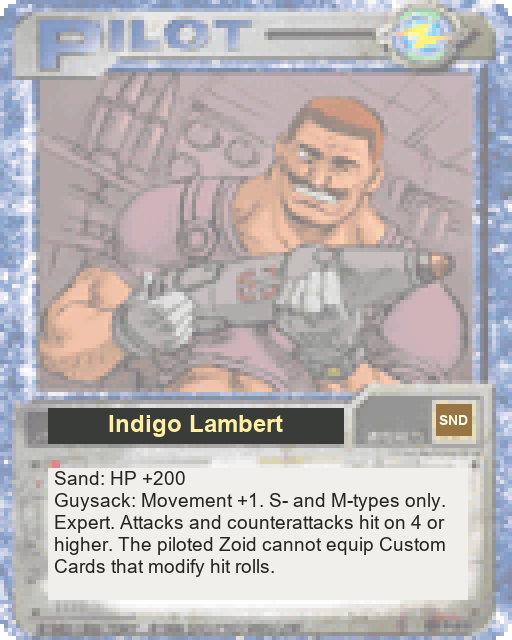 PILOT
Indigo Lambert
SND
Sand: HP +200
Guysack: Movement +1. S- and M-types only.
Expert. Attacks and counterattacks hit on 4 or
higher. The piloted Zoid cannot equip Custom
Cards that modify hit rolls.